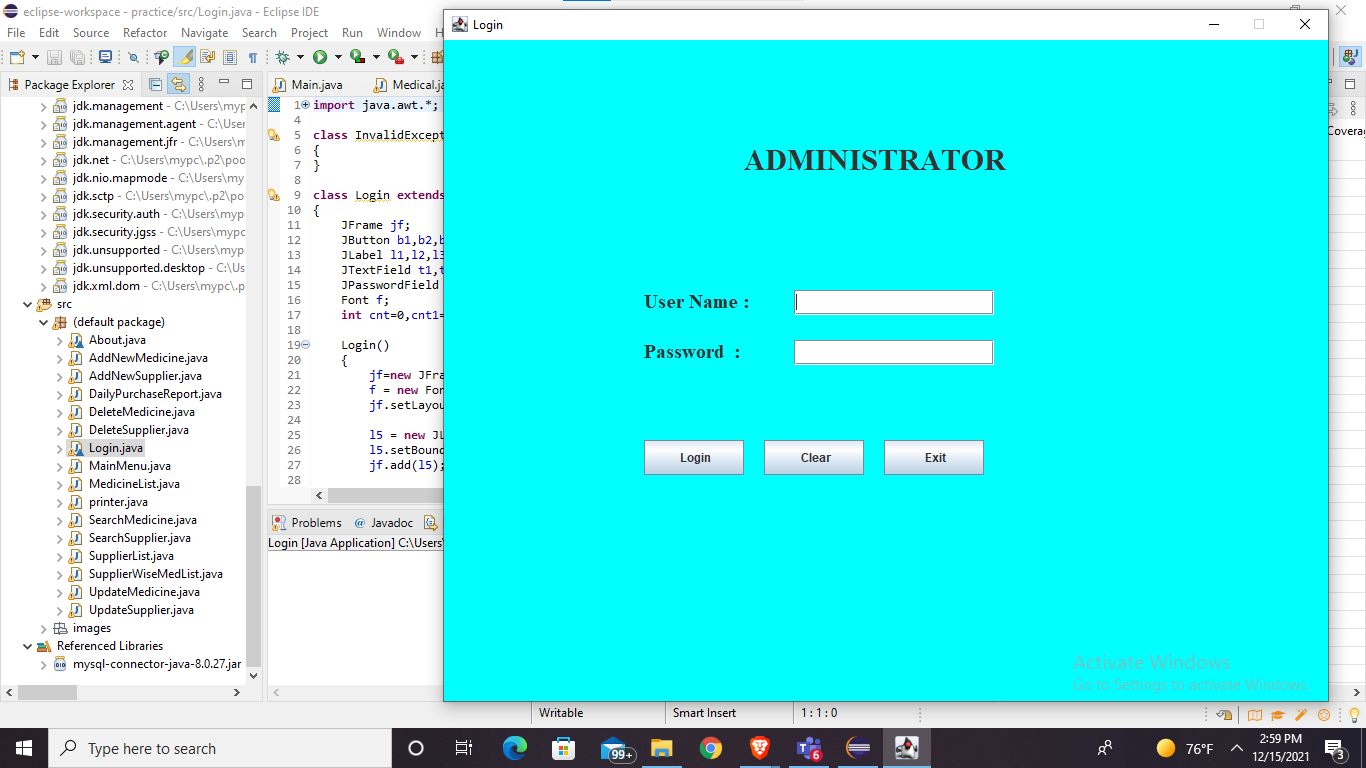 eclipse-workspace - practice/src/Login.java - Eclipse IDE
File Edit Source Refactor Navigate Search Project Run Window H
Package Explorer
jdk.management - C:\Users\myp
jdk.management.agent - C:\User
jdk.management.jfr - C:\Users\m
jdk.net - C:\Users\mypc\.p2\poo
jdk.nio.mapmode - C:\Users\my
jdk.sctp - C:\Users\mypc\.p2\po
jdk.security.auth - C:\Users\my
jdk.security.jgss - C:\Users\myp
jdk.unsupported - C:\Users\mypc
jdk.unsupported.desktop - C:\Us
jdk.xml.dom - C:\Users\mypc\.p
src
(default package)
About.java
AddNewMedicine.java
AddNewSupplier.java
DailyPurchaseReport.java
DeleteMedicine.java
DeleteSupplier.java
Login.java
MainMenu.java
MedicineList.java
printer.java
SearchMedicine.java
SearchSupplier.java
SupplierList.java
SupplierWiseMedList.java
UpdateMedicine.java
UpdateSupplier.java
images
Referenced Libraries
mysql-connector-java-8.0.27.jar
Main.java Medical.ja
1 import java.awt.*;
4
5 class InvalidExcept
6 {
7 }
8
9 class Login extends
10 {
11 JFrame jf;
12 JButton b1,b2,b
13 JLabel l1,l2,l3
14 JTextField t1,t
15 JPasswordField
16 Font f;
17 int cnt=0,cnt1=
18
19 Login()
20 {
21 jf=new JFra
22 f = new Fon
23 jf.setLayou
24
25 l5 = new JL
26 l5.setBound
27 jf.add(l5);
28
Problems @ Javadoc
Login [Java Application] C:\Users\
Login
ADMINISTRATOR
User Name :
Password :
Login Clear Exit
Activate Windows
Go to Settings to activate Windows.
Coverag
Writable Smart Insert 1 : 1 : 0
Type here to search
99+
6
76°F
2:59 PM
12/15/2021
3